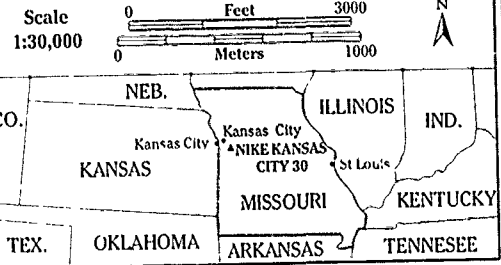 Scale
1:30,000
0 Feet 3000
0 Meters 1000
N
NEB.
ILLINOIS
IND.
CO.
Kansas City
Kansas City
NIKE KANSAS
CITY 30
St Louis
KANSAS
MISSOURI
KENTUCKY
TEX.
OKLAHOMA
ARKANSAS
TENNESSEE